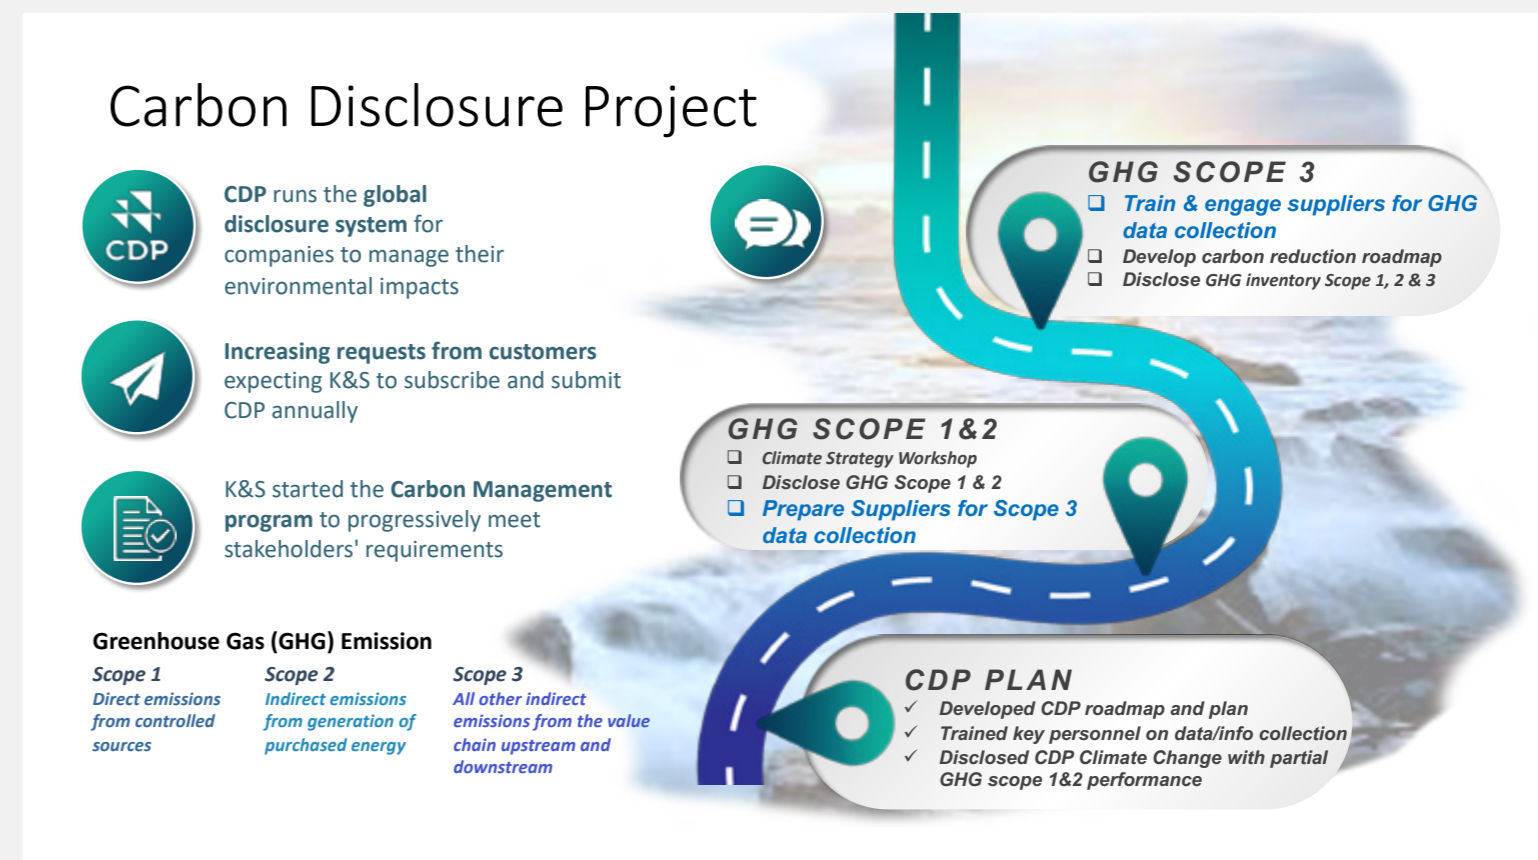 Carbon Disclosure Project
CDP
CDP runs the global
disclosure system for
companies to manage their
environmental impacts
Increasing requests from customers
expecting K&S to subscribe and submit
CDP annually
K&S started the Carbon Management
program to progressively meet
stakeholders' requirements
Greenhouse Gas (GHG) Emission
Scope 1
Direct emissions
from controlled
sources
Scope 2
Indirect emissions
from generation of
purchased energy
Scope 3
All other indirect
emissions from the value
chain upstream and
downstream
GHG SCOPE 3
❑ Train & engage suppliers for GHG
data collection
❑ Develop carbon reduction roadmap
❑ Disclose GHG inventory Scope 1, 2 & 3
GHG SCOPE 1&2
❑ Climate Strategy Workshop
❑ Disclose GHG Scope 1 & 2
❑ Prepare Suppliers for Scope 3
data collection
CDP PLAN
✓ Developed CDP roadmap and plan
✓ Trained key personnel on data/info collection
✓ Disclosed CDP Climate Change with partial
GHG scope 1&2 performance